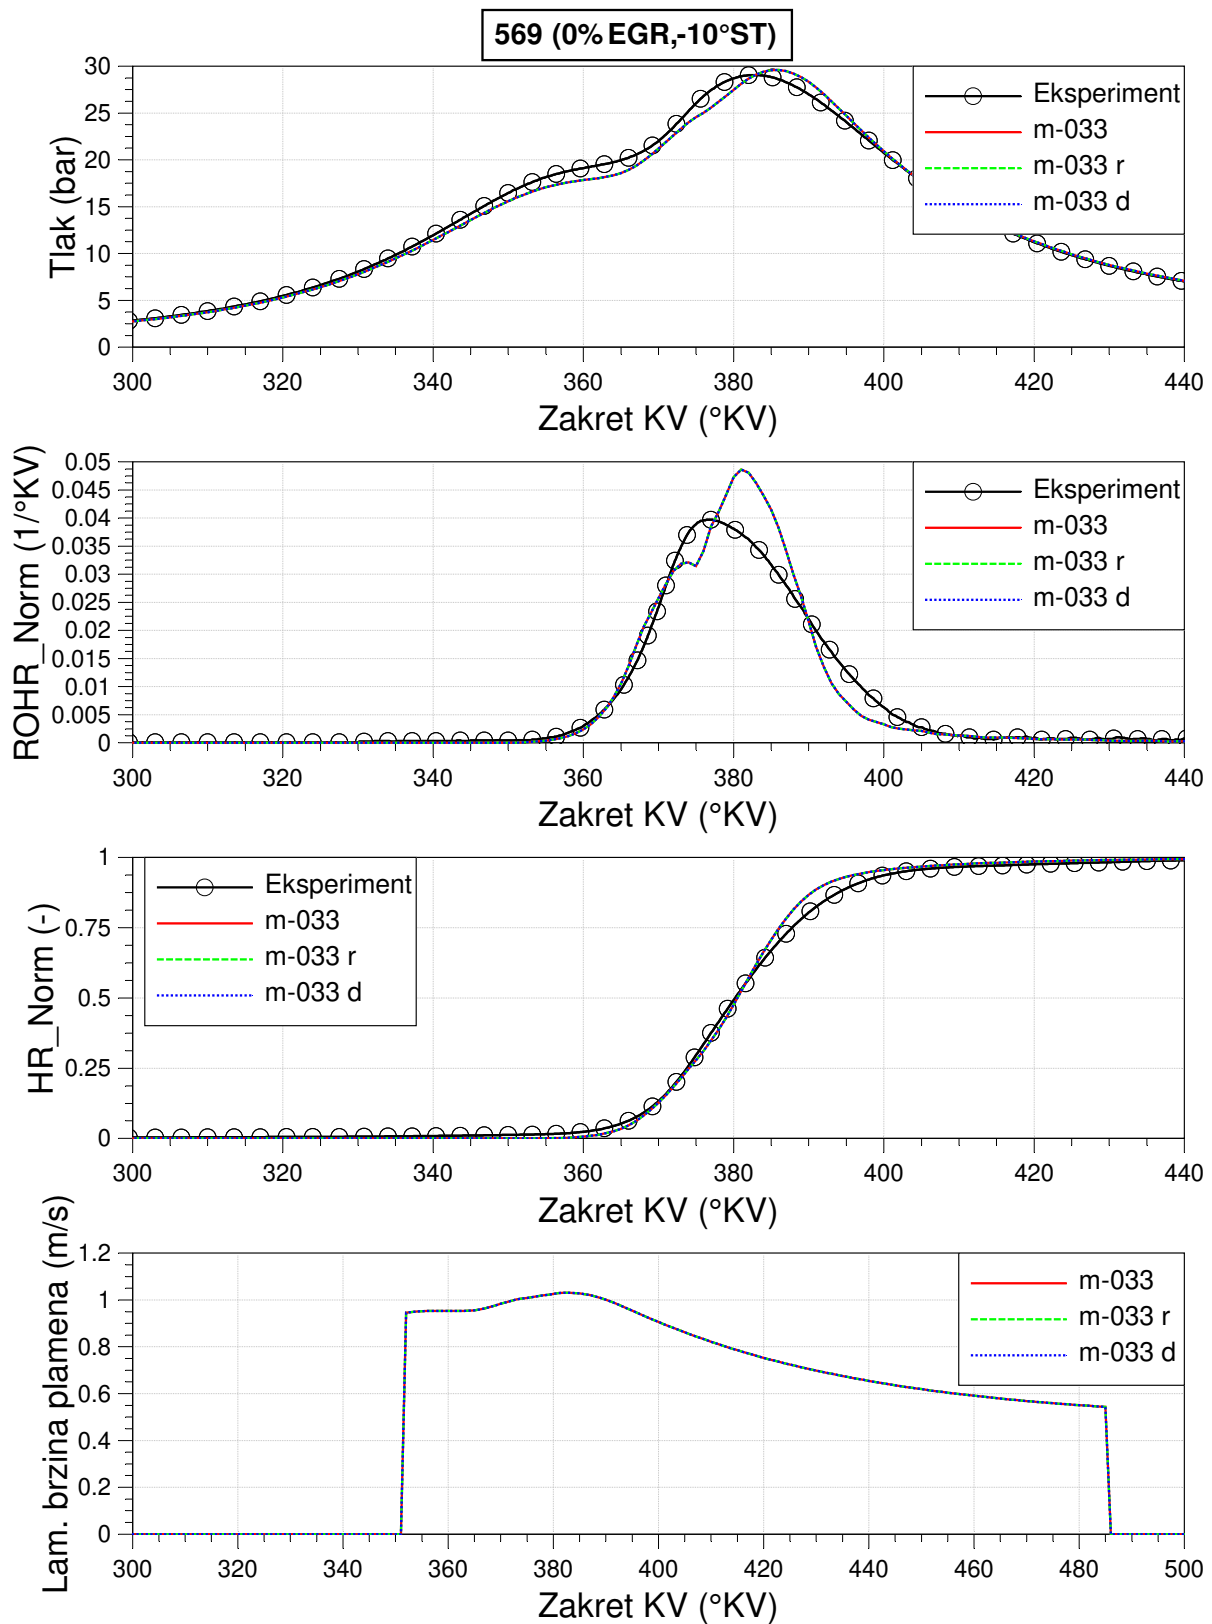 569 (0% EGR,-10°ST)
Tlak (bar)
30
25
20
15
10
5
0
Eksperiment
m-033
m-033 r
m-033 d
300 320 340 360 380 400 420 440
Zakret KV (°KV)
ROHR_Norm (1/°KV)
0.05
0.045
0.04
0.035
0.03
0.025
0.02
0.015
0.01
0.005
0
Eksperiment
m-033
m-033 r
m-033 d
300 320 340 360 380 400 420 440
Zakret KV (°KV)
HR_Norm (-)
1
0.75
0.5
0.25
0
Eksperiment
m-033
m-033 r
m-033 d
300 320 340 360 380 400 420 440
Zakret KV (°KV)
Lam. brzina plamena (m/s)
1.2
1
0.8
0.6
0.4
0.2
0
m-033
m-033 r
m-033 d
300 320 340 360 380 400 420 440 460 480 500
Zakret KV (°KV)